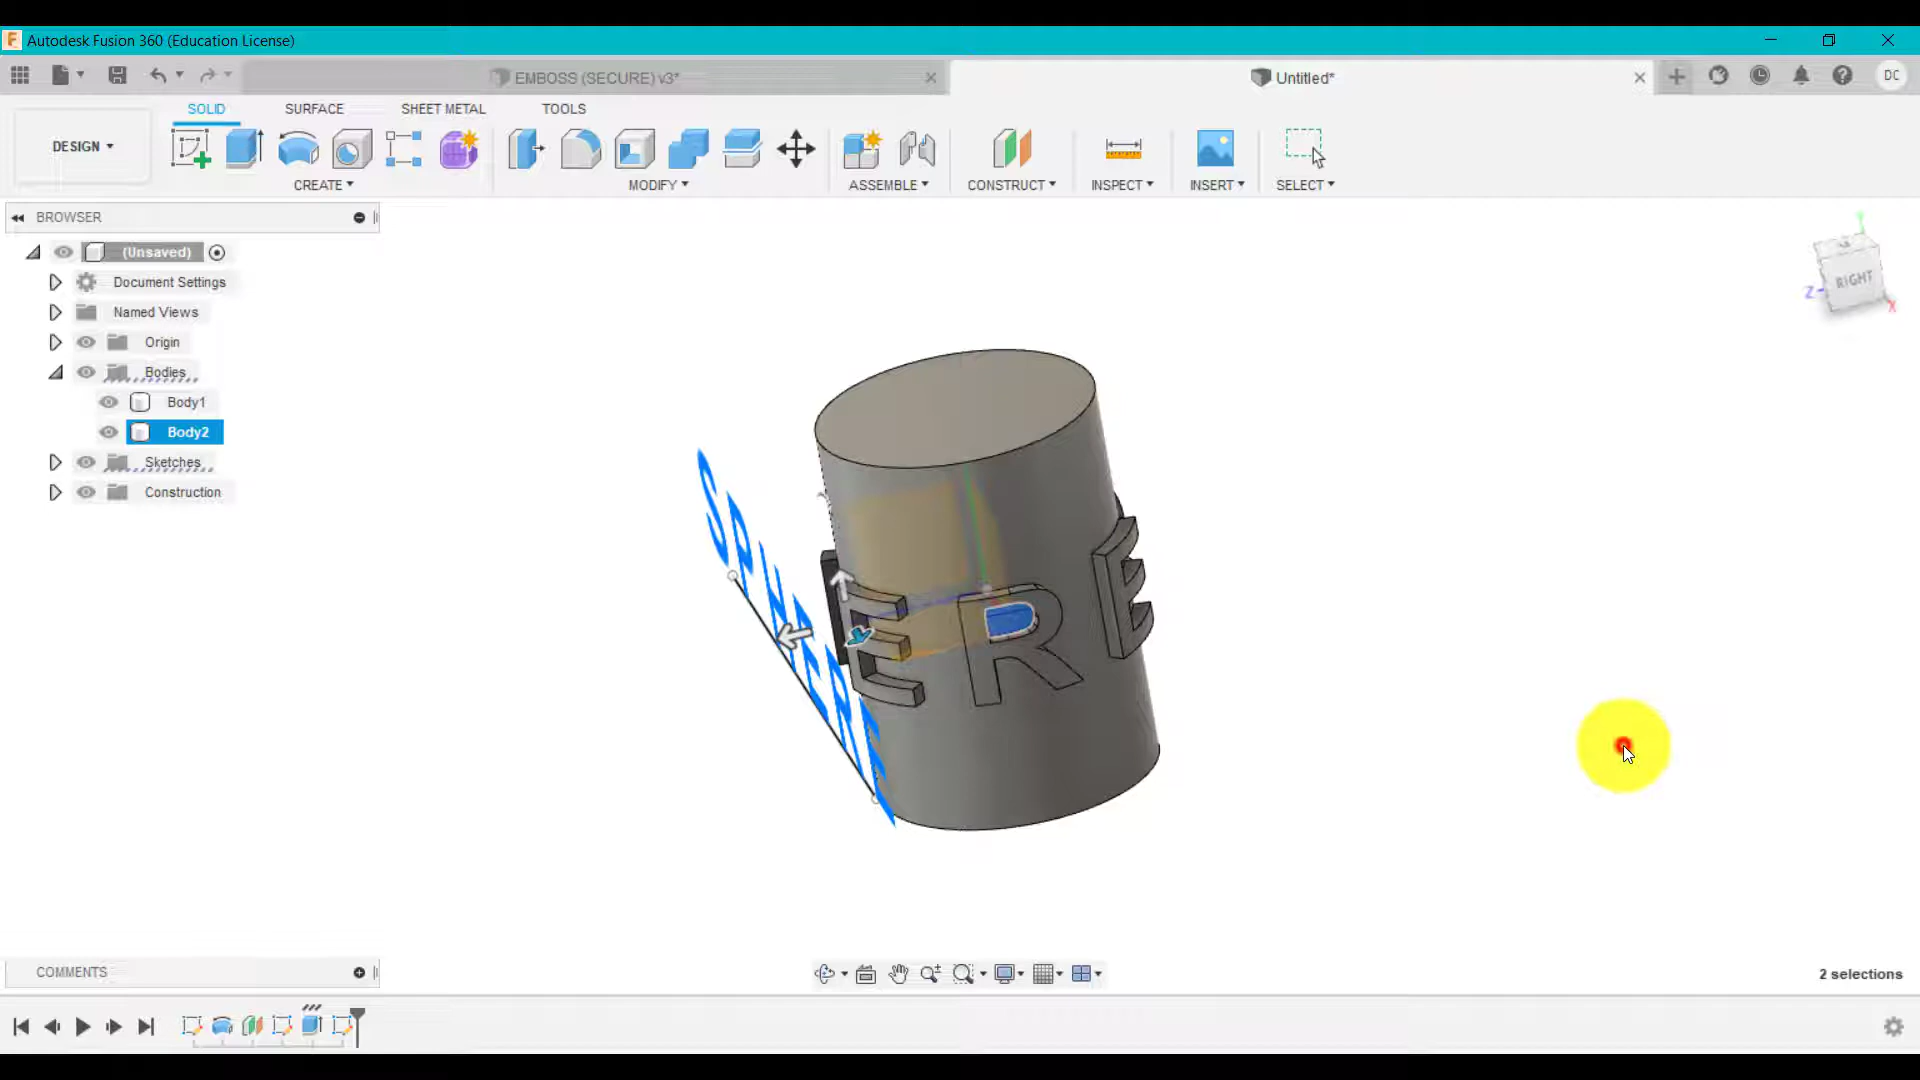 Autodesk Fusion 360 (Education License)
EMBOSS (SECURE) v3*
Untitled*
DC
SOLID
SURFACE
SHEET METAL
TOOLS
DESIGN
CREATE
MODIFY
ASSEMBLE
CONSTRUCT
INSPECT
INSERT
SELECT
BROWSER
(Unsaved)
Document Settings
Named Views
Origin
Bodies
Body1
Body2
Sketches
Construction
RIGHT
Z
X
E R E
COMMENTS
2 selections